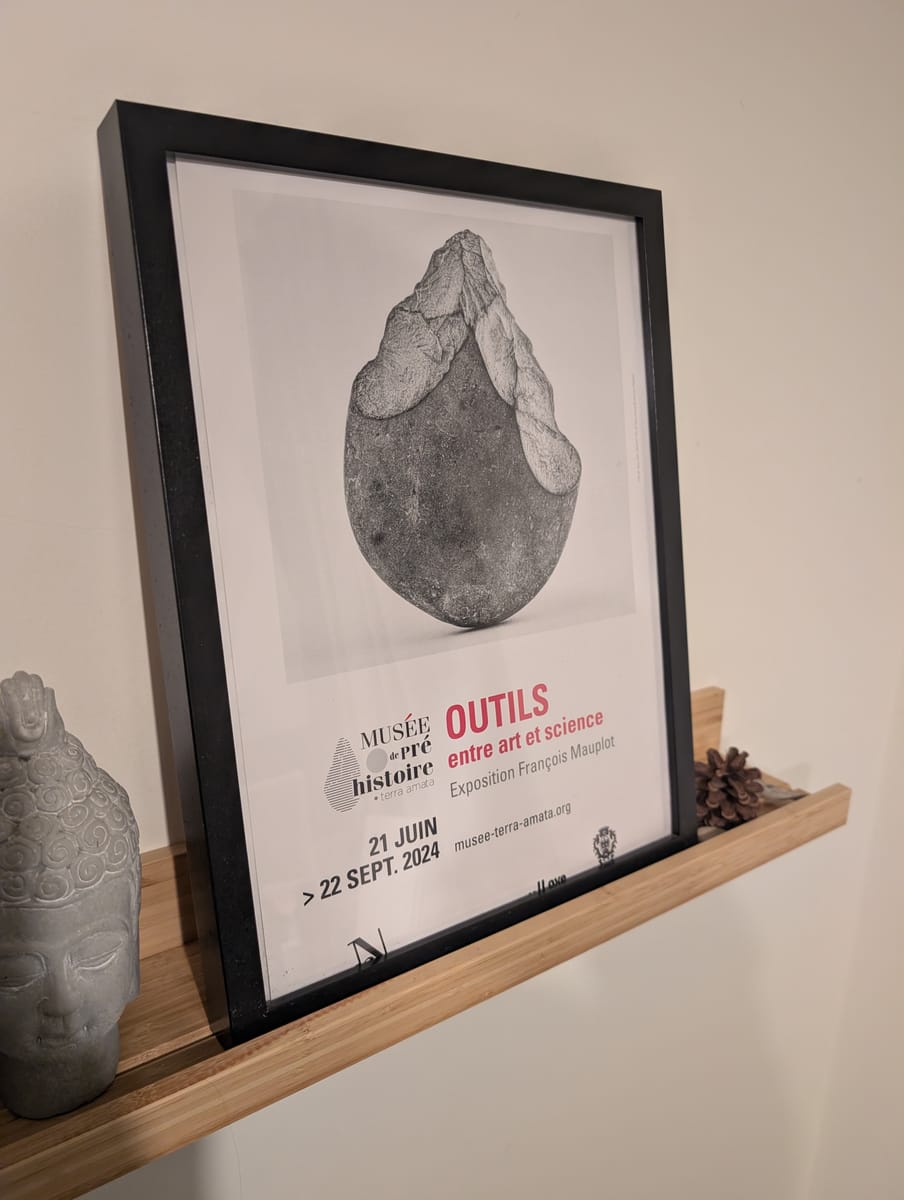 MUSÉE
de Pré
histoire
• terra amata
OUTILS
entre art et science
Exposition François Mauplot
21 JUIN
> 22 SEPT. 2024
musee-terra-amata.org